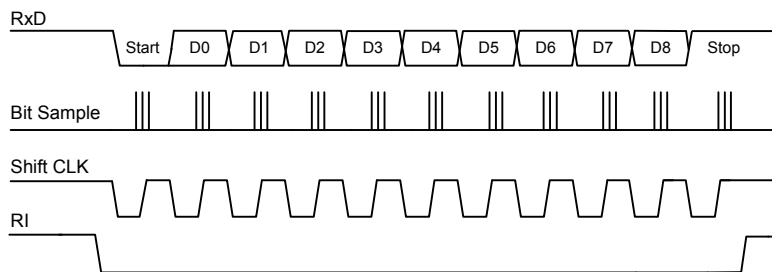 RxD
Start D0 D1 D2 D3 D4 D5 D6 D7 D8 Stop
Bit Sample
Shift CLK
RI